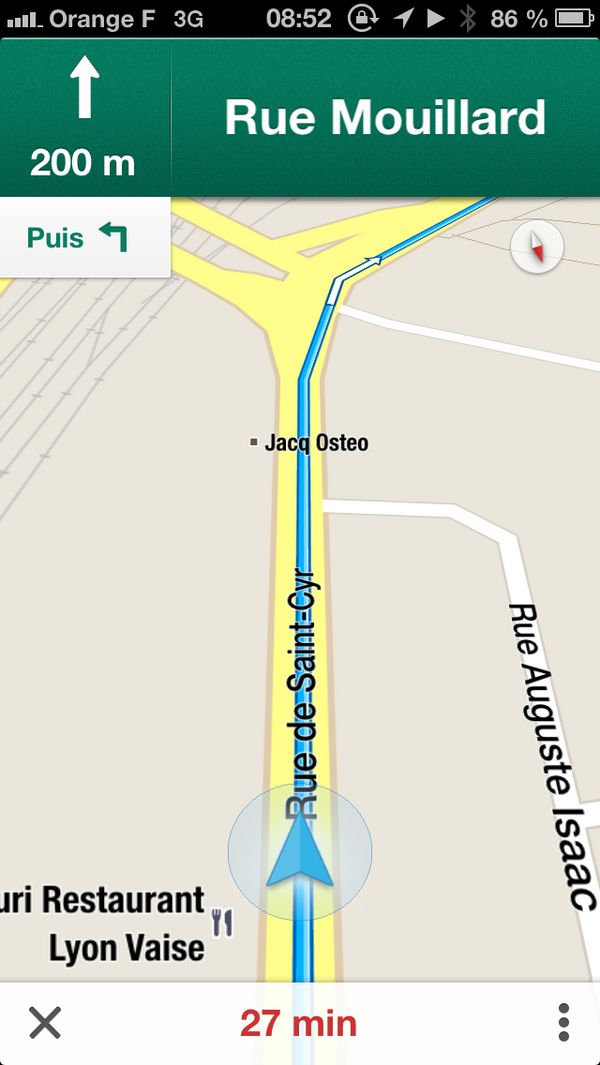 Orange F 3G 08:52 86 %
200 m
Rue Mouillard
Puis
Jacq Osteo
Rue de Saint-Cyr
Rue Auguste Isaac
uri Restaurant
Lyon Vaise
27 min